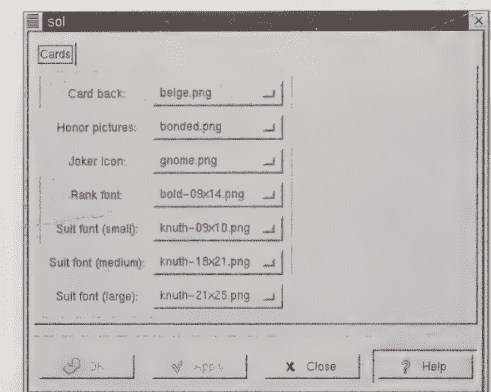 sol
Cards
Card back: beige.png
Honor pictures: bonded.png
Joker icon: gnome.png
Rank font: bold-09x14.png
Suit font (small): knuth-09x10.png
Suit font (medium): knuth-18x21.png
Suit font (large): knuth-21x25.png
OK Apply Close Help